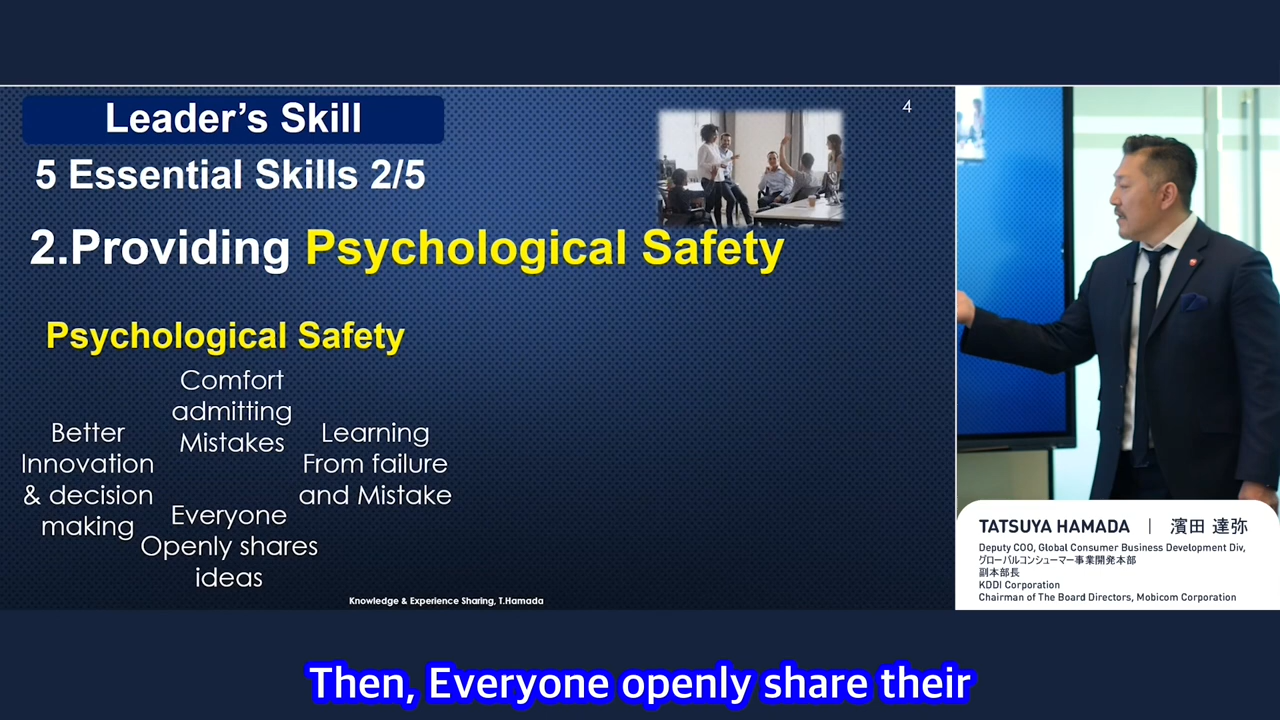 Leader’s Skill
4
5 Essential Skills 2/5
2.Providing Psychological Safety
Psychological Safety
Comfort
admitting
Mistakes
Better
Innovation
& decision
making
Learning
From failure
and Mistake
Everyone
Openly shares
ideas
Knowledge & Experience Sharing, T.Hamada
TATSUYA HAMADA | 濱田 達弥
Deputy COO, Global Consumer Business Development Div,
グローバルコンシューマー事業開発本部
副本部長
KDDI Corporation
Chairman of The Board Directors, Mobicom Corporation
Then, Everyone openly share their